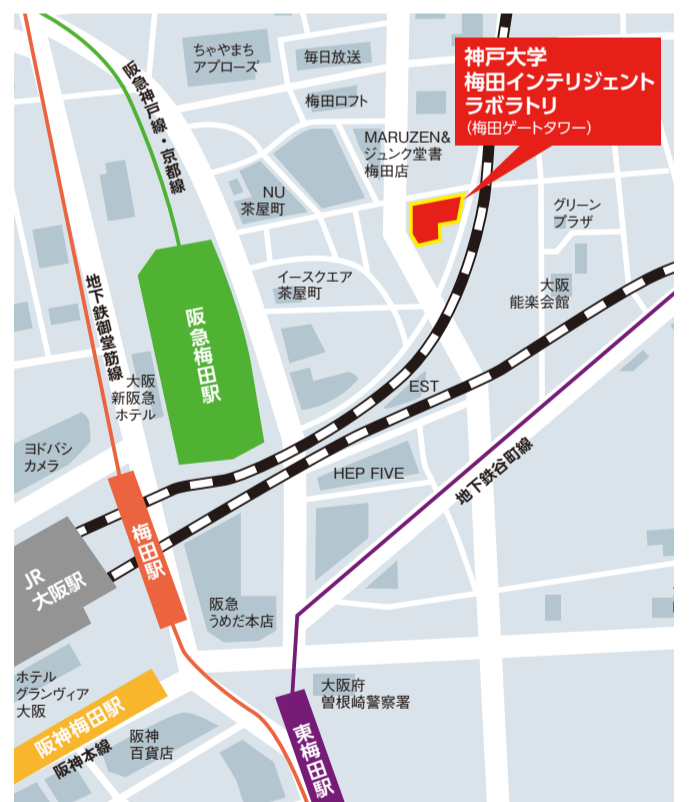 ちゃやまち
アプローズ
毎日放送
梅田ロフト
神戸大学
梅田インテリジェント
ラボラトリ
(梅田ゲートタワー)
阪急神戸線・京都線
MARUZEN&
ジュンク堂書
梅田店
NU
茶屋町
グリーン
プラザ
イースクエア
茶屋町
大阪
能楽会館
地下鉄御堂筋線
阪急梅田駅
大阪
新阪急
ホテル
EST
ヨドバシ
カメラ
HEP FIVE
地下鉄谷町線
梅田駅
JR
大阪駅
阪急
うめだ本店
ホテル
グランヴィア
大阪
大阪府
曽根崎警察署
阪神梅田駅
阪神本線
阪神
百貨店
東梅田駅